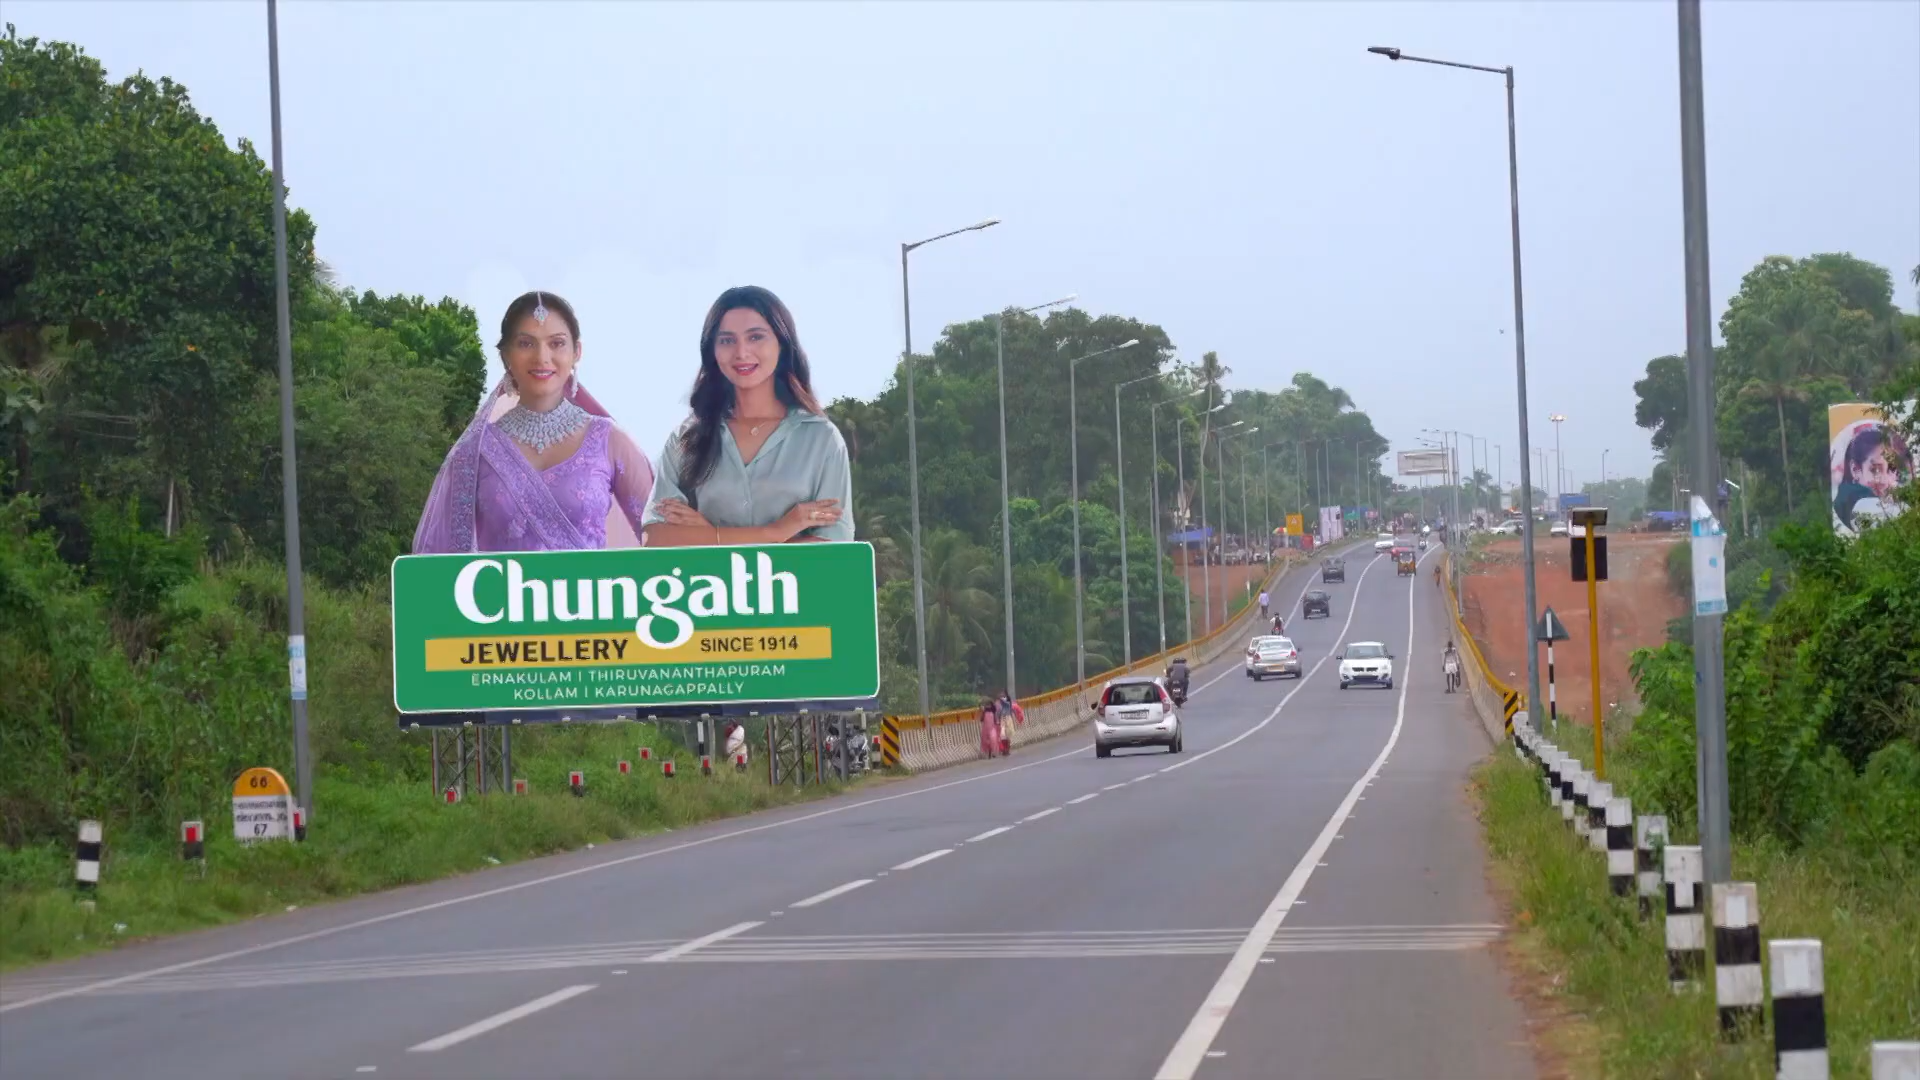 Chungath
JEWELLERY SINCE 1914
ERNAKULAM | THIRUVANANTHAPURAM
KOLLAM | KARUNAGAPPALLY
66
67